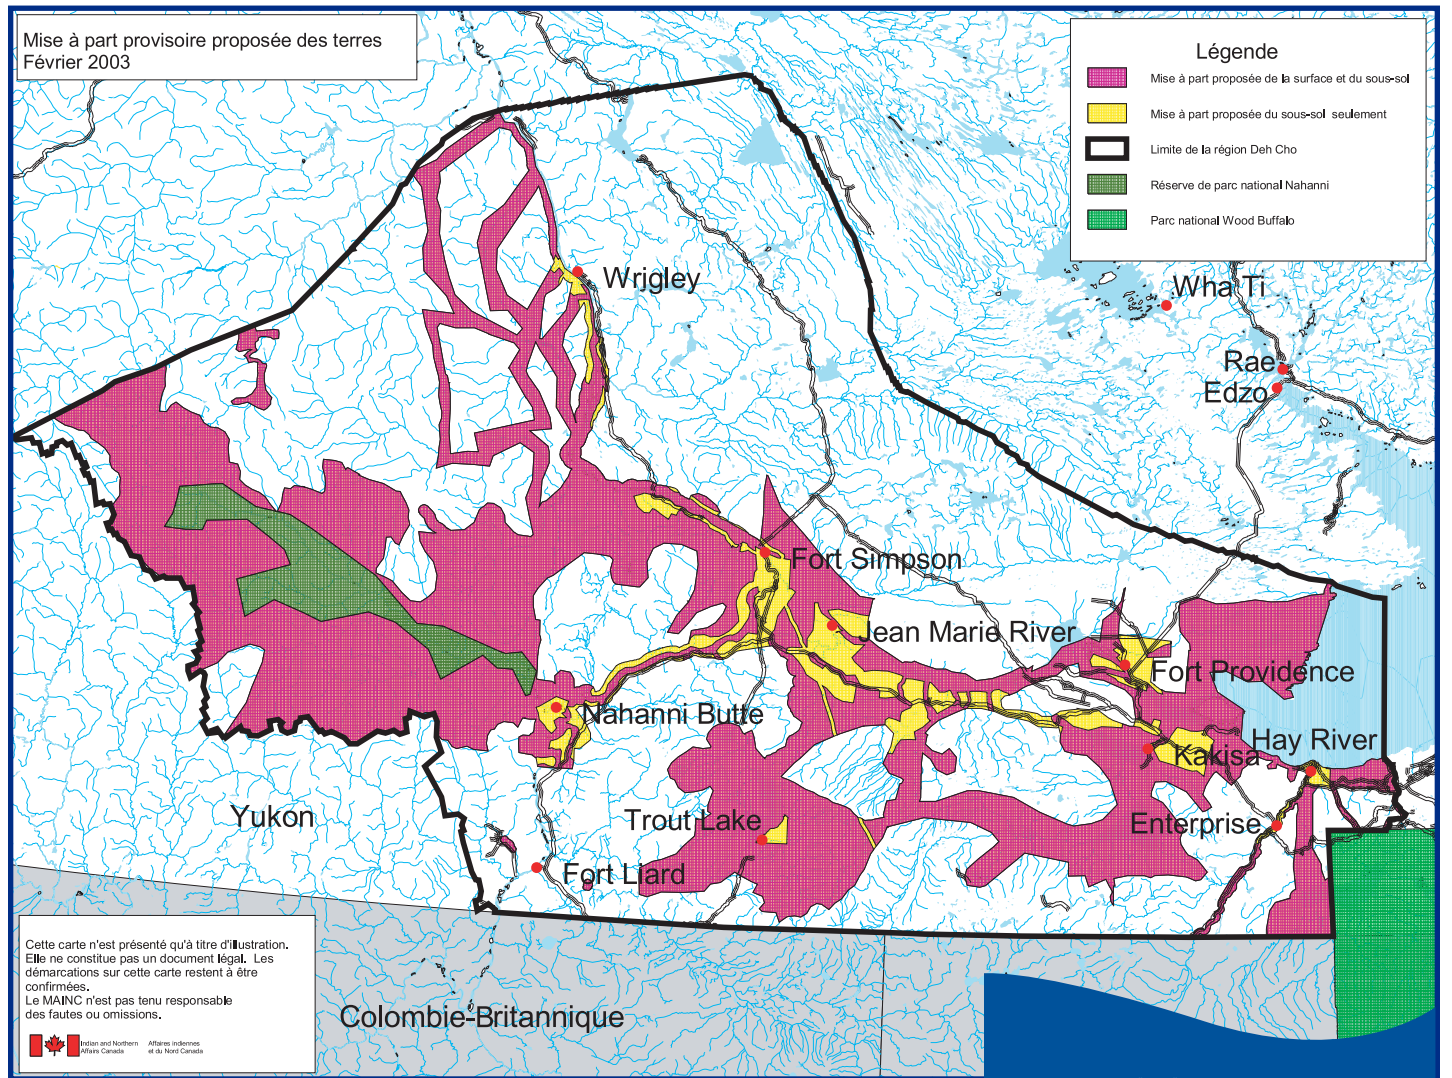 Mise à part provisoire proposée des terres
Février 2003
Légende
Mise à part proposée de la surface et du sous-sol
Mise à part proposée du sous-sol seulement
Limite de la région Deh Cho
Réserve de parc national Nahanni
Parc national Wood Buffalo
Wrigley
Wha Ti
Rae
Edzo
Fort Simpson
Jean Marie River
Fort Providence
Nahanni Butte
Hay River
Kakisa
Yukon
Trout Lake
Enterprise
Fort Liard
Cette carte n'est présenté qu'à titre d'illustration.
Elle ne constitue pas un document légal. Les
démarcations sur cette carte restent à être
confirmées.
Le MAINC n'est pas tenu responsable
des fautes ou omissions.
Indian and Northern
Affairs Canada
Affaires indiennes
et du Nord Canada
Colombie-Britannique